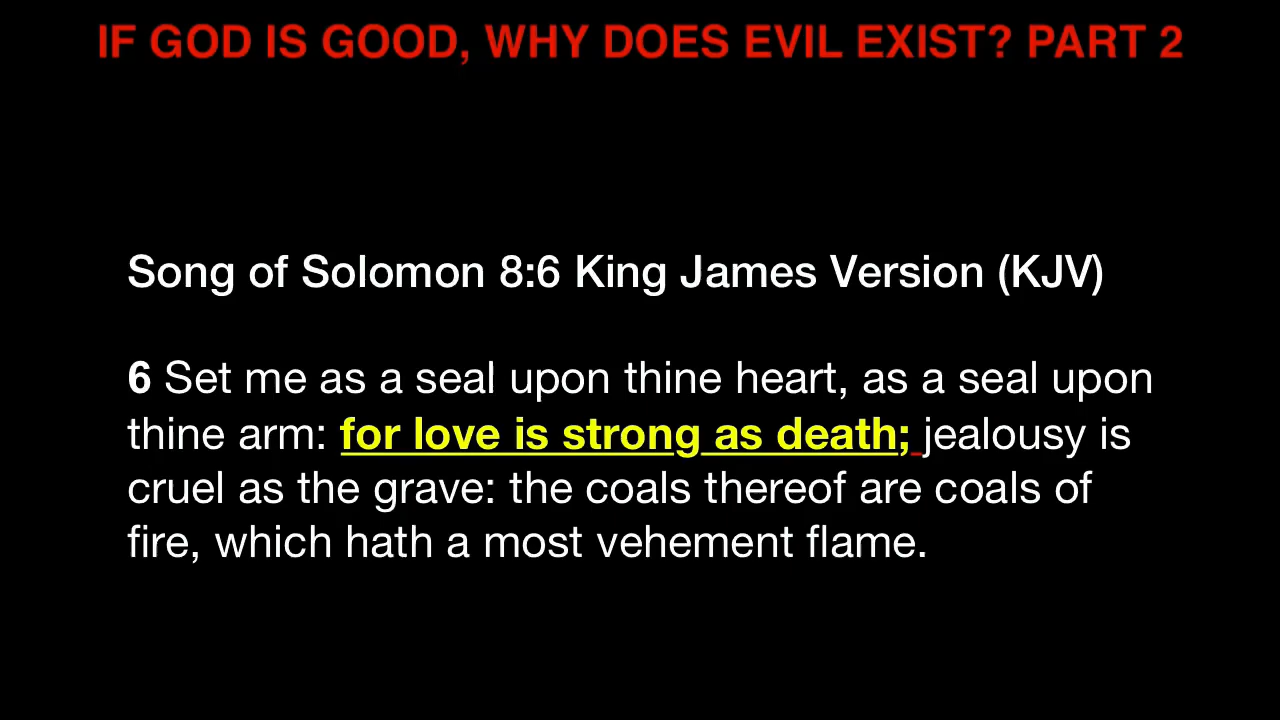 IF GOD IS GOOD, WHY DOES EVIL EXIST? PART 2
Song of Solomon 8:6 King James Version (KJV)
6 Set me as a seal upon thine heart, as a seal upon
thine arm: for love is strong as death; jealousy is
cruel as the grave: the coals thereof are coals of
fire, which hath a most vehement flame.